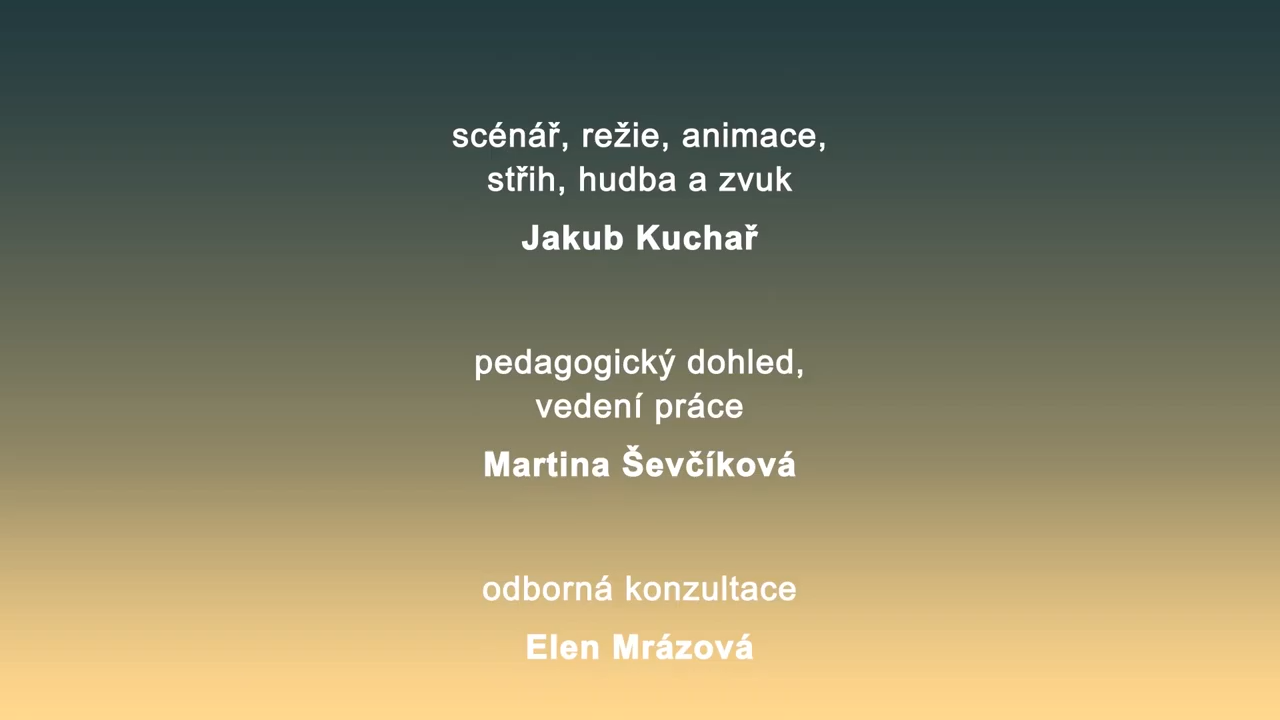 scénář, režie, animace,
střih, hudba a zvuk
Jakub Kuchař
pedagogický dohled,
vedení práce
Martina Ševčíková
odborná konzultace
Elen Mrázová